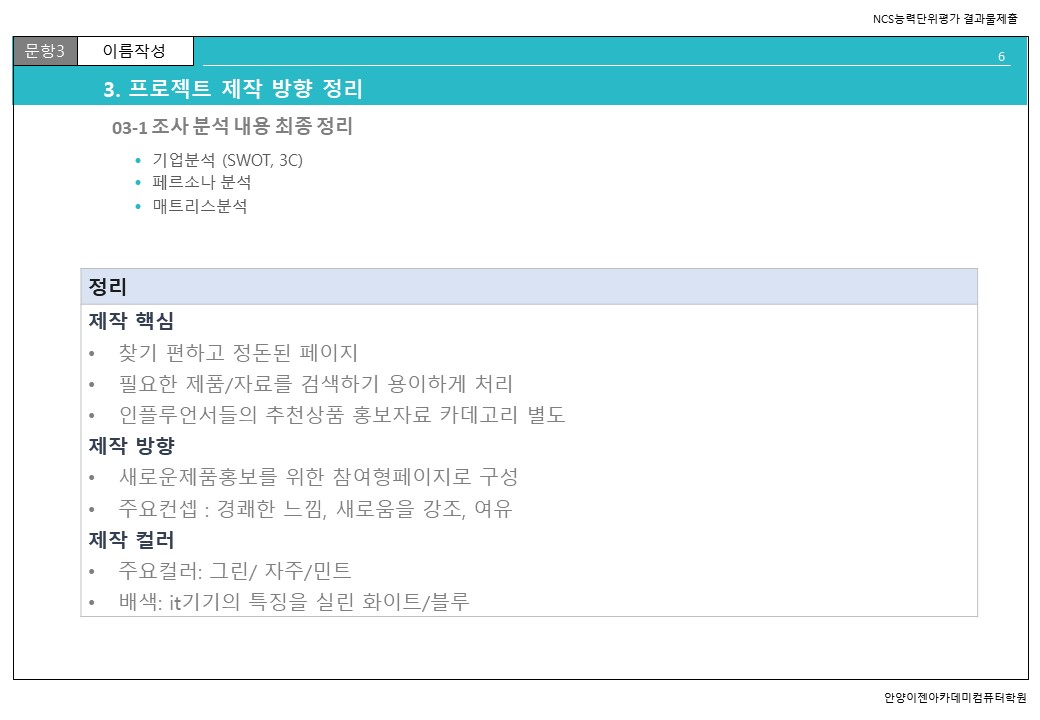 NCS능력단위평가 결과물제출
문항3 이름작성
6
3. 프로젝트 제작 방향 정리
03-1 조사 분석 내용 최종 정리
• 기업분석 (SWOT, 3C)
• 페르소나 분석
• 매트리스분석
정리
제작 핵심
• 찾기 편하고 정돈된 페이지
• 필요한 제품/자료를 검색하기 용이하게 처리
• 인플루언서들의 추천상품 홍보자료 카데고리 별도
제작 방향
• 새로운제품홍보를 위한 참여형페이지로 구성
• 주요컨셉 : 경쾌한 느낌, 새로움을 강조, 여유
제작 컬러
• 주요컬러: 그린/ 자주/민트
• 배색: it기기의 특징을 실린 화이트/블루
안양이젠아카데미컴퓨터학원